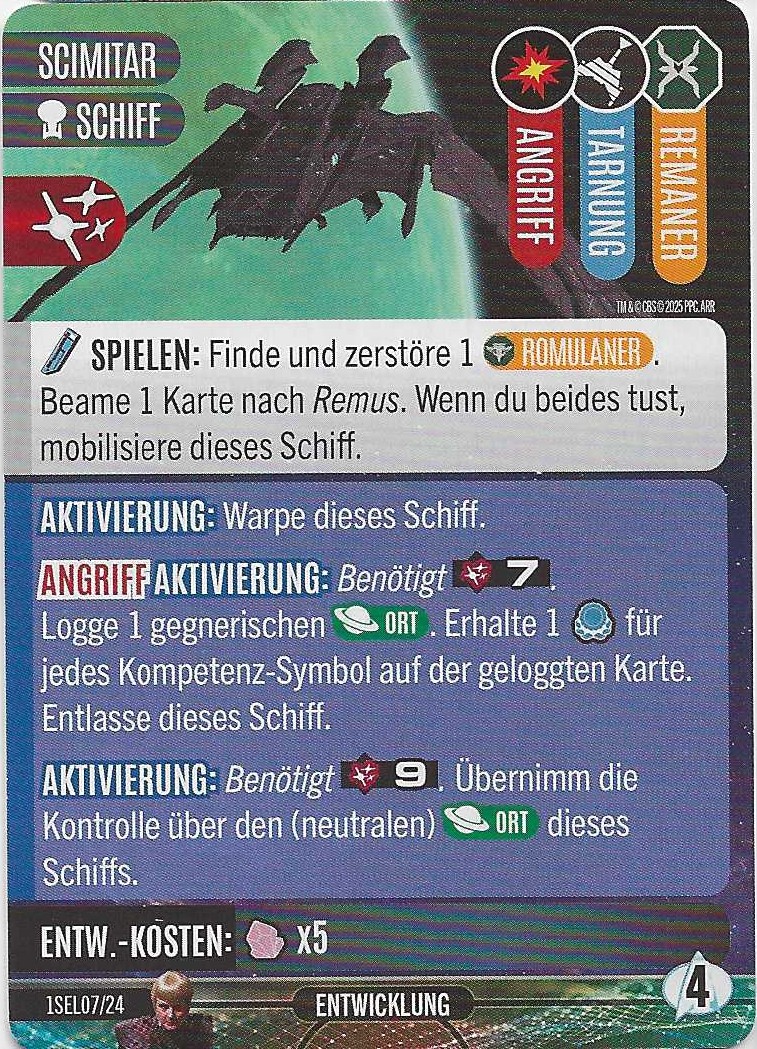 SCIMITAR
SCHIFF
ANGRIFF
TARNUNG
REMANER
TM & © CBS © 2025 PPC. ARR
SPIELEN: Finde und zerstöre 1 ROMULANER.
Beame 1 Karte nach Remus. Wenn du beides tust,
mobilisiere dieses Schiff.
AKTIVIERUNG: Warpe dieses Schiff.
ANGRIFF AKTIVIERUNG: Benötigt 7.
Logge 1 gegnerischen ORT. Erhalte 1 für
jedes Kompetenz-Symbol auf der geloggten Karte.
Entlasse dieses Schiff.
AKTIVIERUNG: Benötigt 9. Übernimm die
Kontrolle über den (neutralen) ORT dieses
Schiffs.
ENTW.-KOSTEN: x5
1SEL07/24
ENTWICKLUNG
4